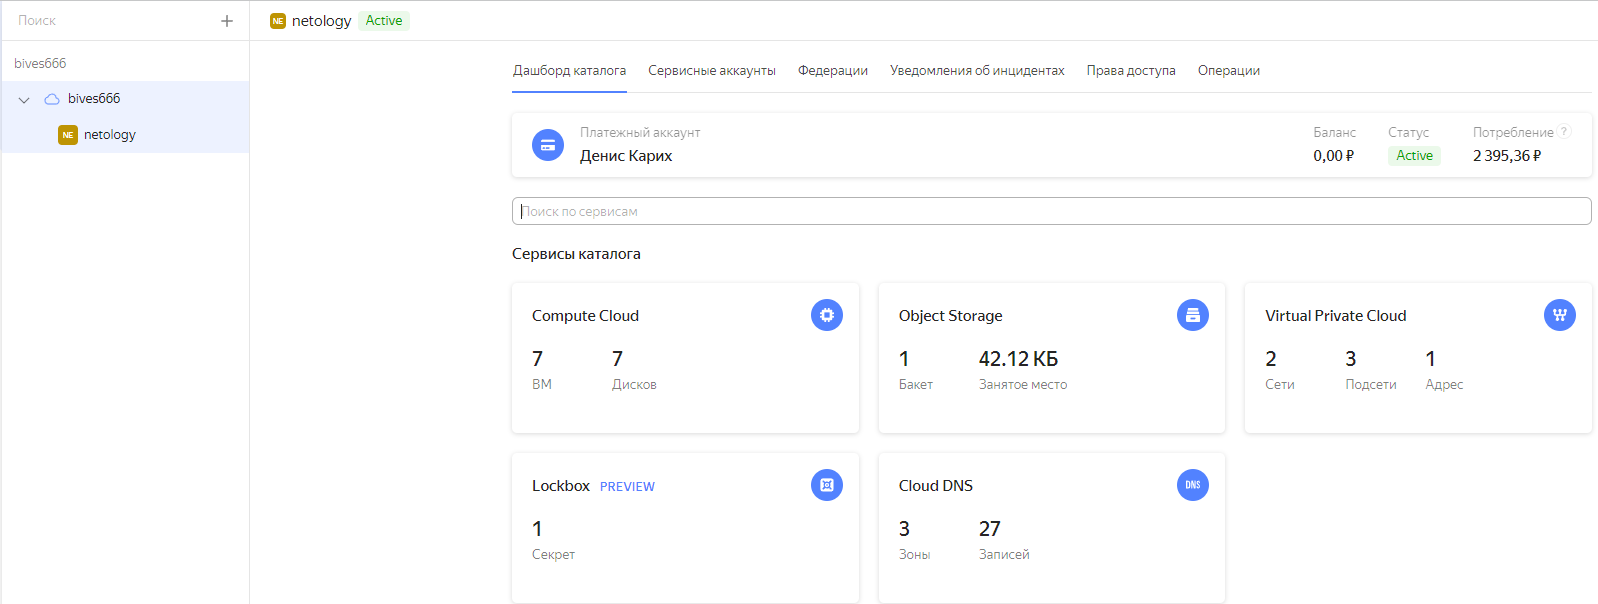 Поиск
bives666
bives666
NE netology
NE netology Active
Дашборд каталога Сервисные аккаунты Федерации Уведомления об инцидентах Права доступа Операции
Платежный аккаунт
Денис Карих
Баланс
0,00 ₽
Статус
Active
Потребление ?
2 395,36 ₽
Поиск по сервисам
Сервисы каталога
Compute Cloud
7 7
ВМ Дисков
Object Storage
1 42.12 КБ
Бакет Занятое место
Virtual Private Cloud
2 3 1
Сети Подсети Адрес
Lockbox PREVIEW
1
Секрет
Cloud DNS
DNS
3 27
Зоны Записей